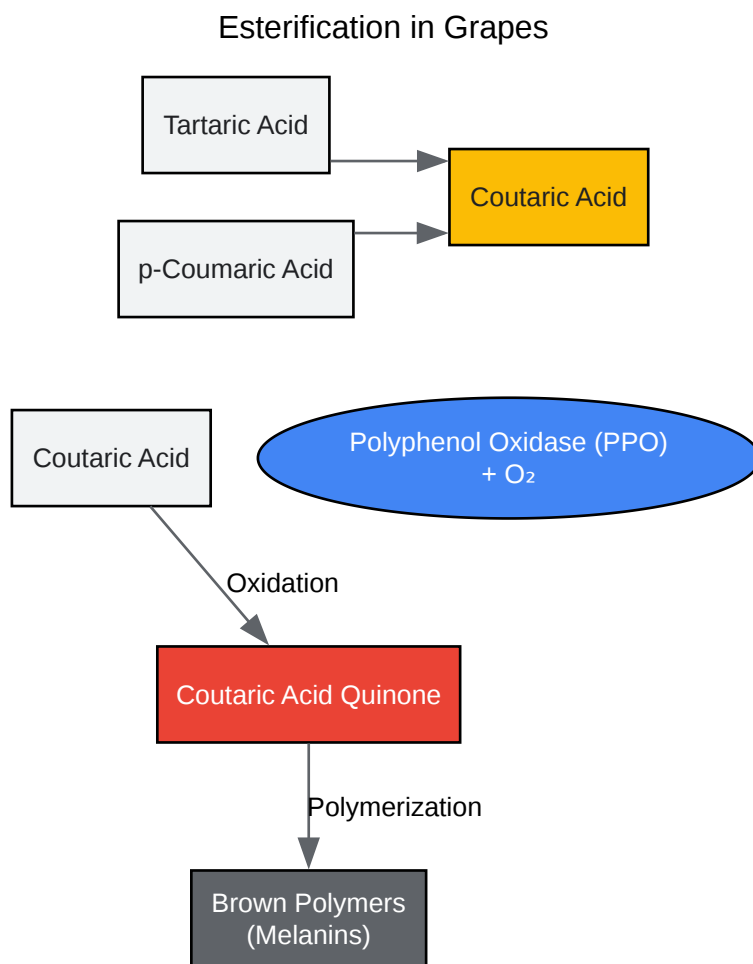 Esterification in Grapes
Tartaric Acid
Coutaric Acid
p-Coumaric Acid
Coutaric Acid
Polyphenol Oxidase (PPO)
+ O₂
Oxidation
Coutaric Acid Quinone
Polymerization
Brown Polymers
(Melanins)